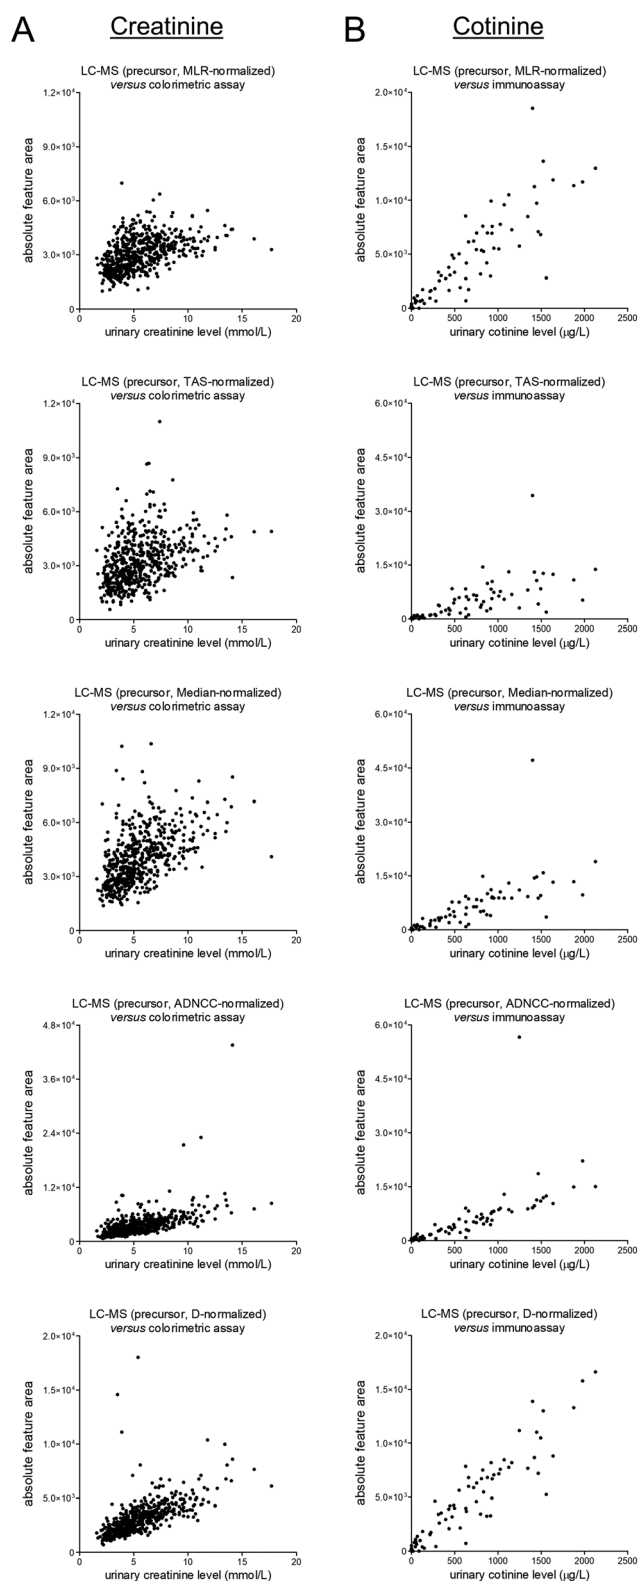 A Creatinine
B Cotinine
LC-MS (precursor, MLR-normalized)
versus colorimetric assay
1.2×10⁴
9.0×10³
6.0×10³
3.0×10³
0
absolute feature area
0 5 10 15 20
urinary creatinine level (mmol/L)
LC-MS (precursor, MLR-normalized)
versus immunoassay
2.0×10⁴
1.5×10⁴
1.0×10⁴
5.0×10³
0
absolute feature area
0 500 1000 1500 2000 2500
urinary cotinine level (μg/L)
LC-MS (precursor, TAS-normalized)
versus colorimetric assay
1.2×10⁴
9.0×10³
6.0×10³
3.0×10³
0
absolute feature area
0 5 10 15 20
urinary creatinine level (mmol/L)
LC-MS (precursor, TAS-normalized)
versus immunoassay
6.0×10⁴
4.5×10⁴
3.0×10⁴
1.5×10⁴
0
absolute feature area
0 500 1000 1500 2000 2500
urinary cotinine level (μg/L)
LC-MS (precursor, Median-normalized)
versus colorimetric assay
1.2×10⁴
9.0×10³
6.0×10³
3.0×10³
0
absolute feature area
0 5 10 15 20
urinary creatinine level (mmol/L)
LC-MS (precursor, Median-normalized)
versus immunoassay
6.0×10⁴
4.5×10⁴
3.0×10⁴
1.5×10⁴
0
absolute feature area
0 500 1000 1500 2000 2500
urinary cotinine level (μg/L)
LC-MS (precursor, ADNCC-normalized)
versus colorimetric assay
4.8×10⁴
3.6×10⁴
2.4×10⁴
1.2×10⁴
0
absolute feature area
0 5 10 15 20
urinary creatinine level (mmol/L)
LC-MS (precursor, ADNCC-normalized)
versus immunoassay
6.0×10⁴
4.5×10⁴
3.0×10⁴
1.5×10⁴
0
absolute feature area
0 500 1000 1500 2000 2500
urinary cotinine level (μg/L)
LC-MS (precursor, D-normalized)
versus colorimetric assay
2.0×10⁴
1.5×10⁴
1.0×10⁴
5.0×10³
0
absolute feature area
0 5 10 15 20
urinary creatinine level (mmol/L)
LC-MS (precursor, D-normalized)
versus immunoassay
2.0×10⁴
1.5×10⁴
1.0×10⁴
5.0×10³
0
absolute feature area
0 500 1000 1500 2000 2500
urinary cotinine level (μg/L)